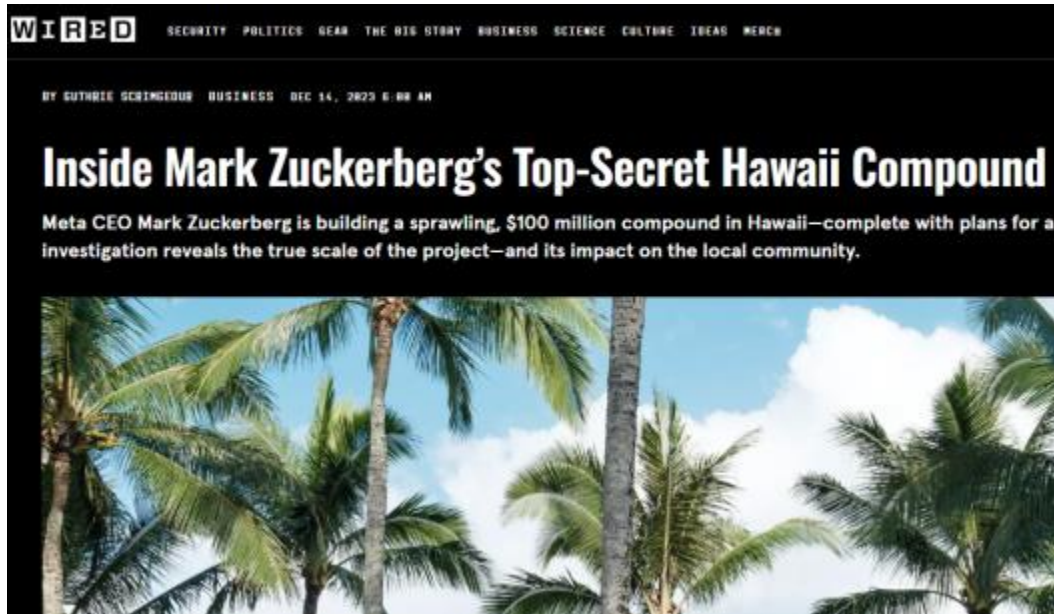 WIRED
SECURITY POLITICS GEAR THE BIG STORY BUSINESS SCIENCE CULTURE IDEAS MERCH
BY GUTHRIE SCRIMGEOUR BUSINESS DEC 14, 2023 6:00 AM
Inside Mark Zuckerberg’s Top-Secret Hawaii Compound
Meta CEO Mark Zuckerberg is building a sprawling, $100 million compound in Hawaii—complete with plans for a
investigation reveals the true scale of the project—and its impact on the local community.